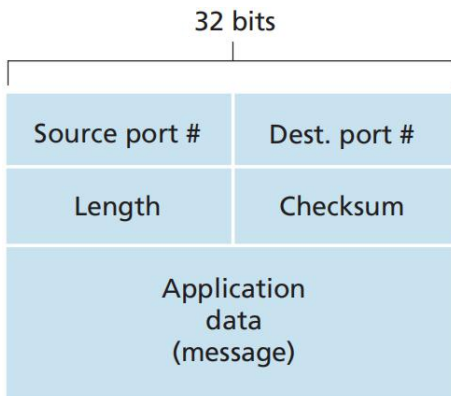 32 bits
Source port #
Dest. port #
Length
Checksum
Application
data
(message)